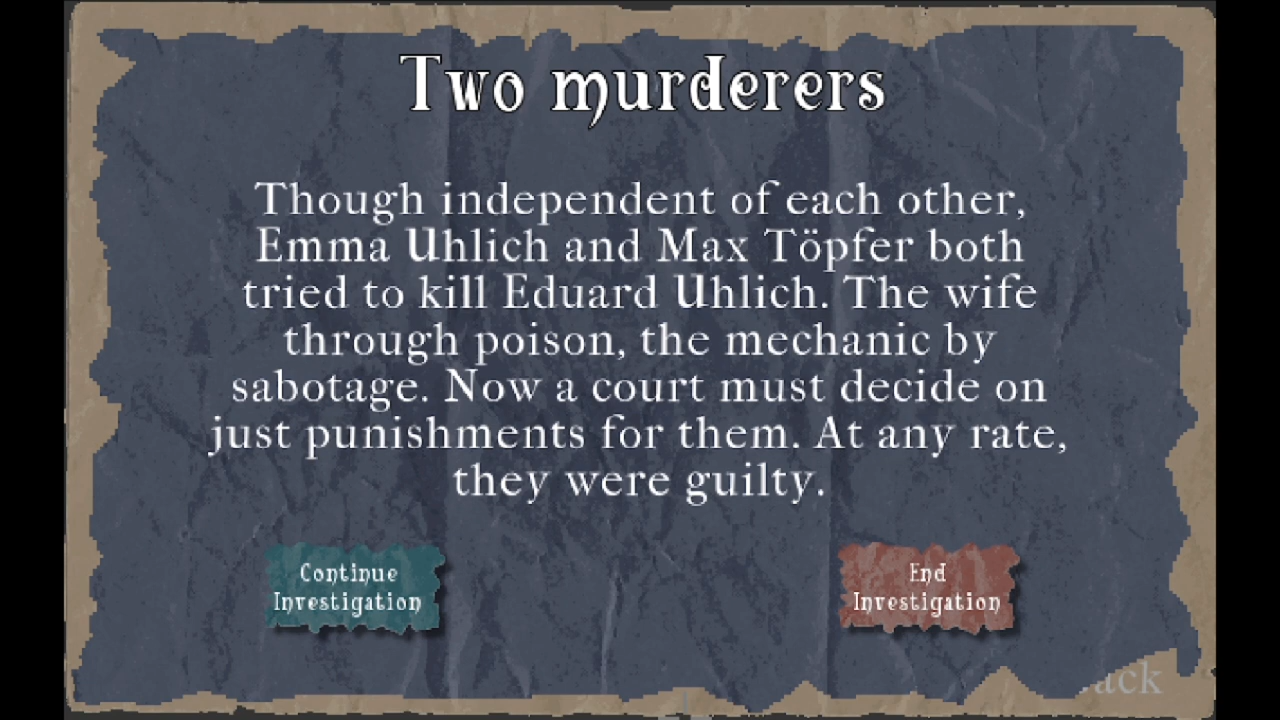 Two murderers
Though independent of each other,
Emma Uhlich and Max Töpfer both
tried to kill Eduard Uhlich. The wife
through poison, the mechanic by
sabotage. Now a court must decide on
just punishments for them. At any rate,
they were guilty.
Continue
Investigation
End
Investigation